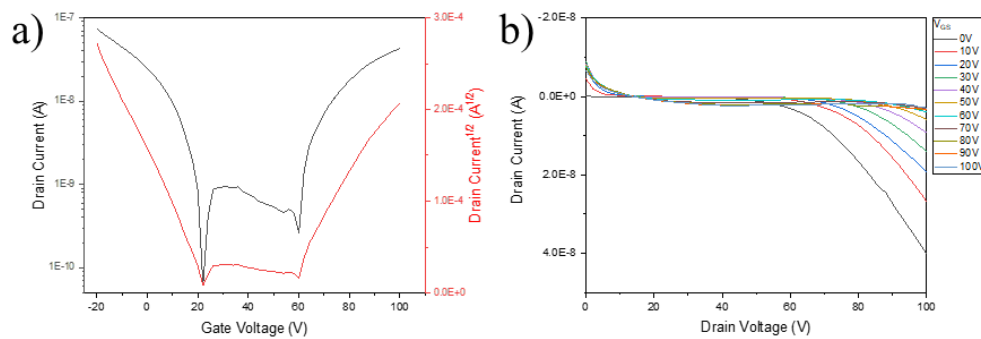 a)
1E-7
1E-8
1E-9
1E-10
Drain Current (A)
-20
0
20
40
60
80
100
Gate Voltage (V)
3.0E-4
2.0E-4
1.0E-4
0.0E+0
Drain Current^1/2 (A^1/2)
b)
-2.0E-8
0.0E+0
2.0E-8
4.0E-8
Drain Current (A)
0
20
40
60
80
100
Drain Voltage (V)
VGS
0V
10V
20V
30V
40V
50V
60V
70V
80V
90V
100V